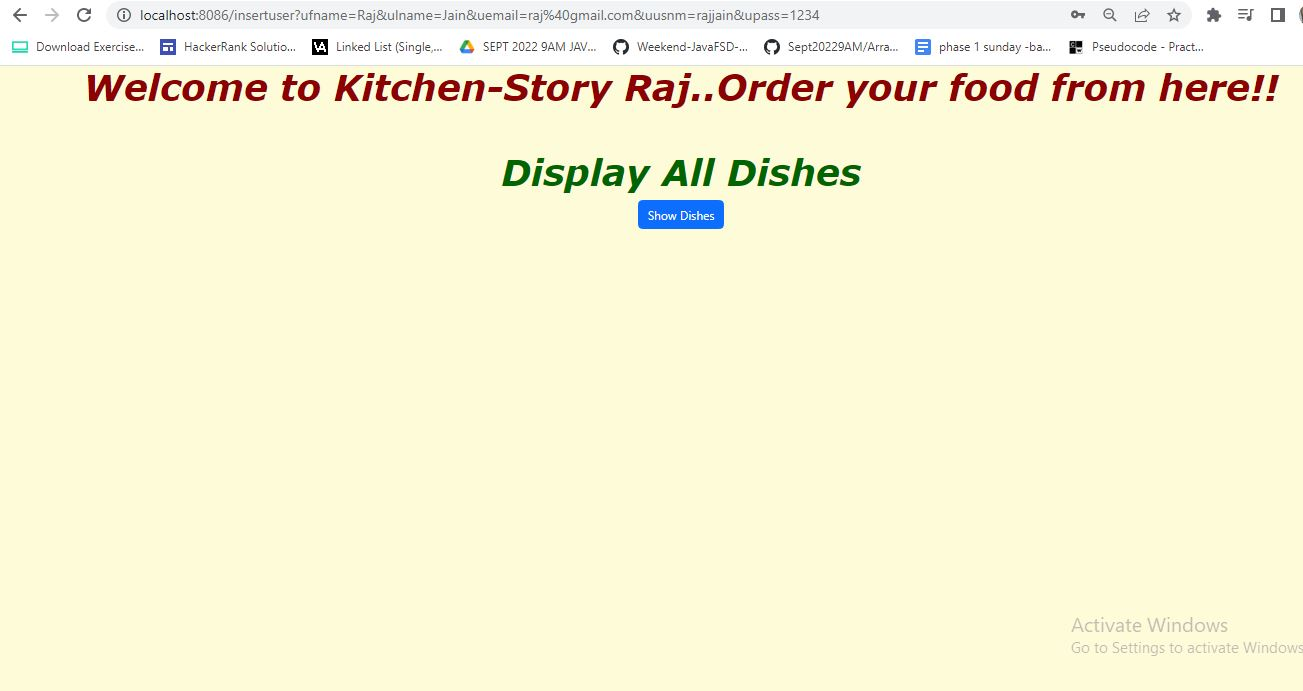 localhost:8086/insertuser?ufname=Raj&ulname=Jain&uemail=raj%40gmail.com&uusnm=rajjain&upass=1234
Download Exercise... HackerRank Solutio... Linked List (Single,... SEPT 2022 9AM JAV... Weekend-JavaFSD-... Sept20229AM/Arra... phase 1 sunday -ba... Pseudocode - Pract...
Welcome to Kitchen-Story Raj..Order your food from here!!
Display All Dishes
Show Dishes
Activate Windows
Go to Settings to activate Windows